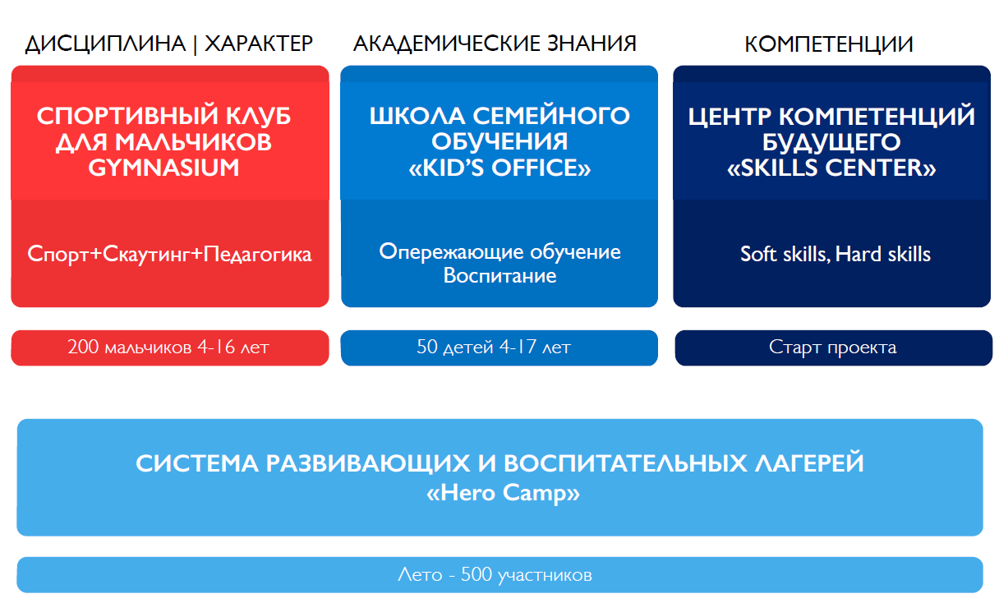 ДИСЦИПЛИНА | ХАРАКТЕР
СПОРТИВНЫЙ КЛУБ
ДЛЯ МАЛЬЧИКОВ
GYMNASIUM
Спорт+Скаутинг+Педагогика
200 мальчиков 4-16 лет
АКАДЕМИЧЕСКИЕ ЗНАНИЯ
ШКОЛА СЕМЕЙНОГО
ОБУЧЕНИЯ
«KID’S OFFICE»
Опережающие обучение
Воспитание
50 детей 4-17 лет
КОМПЕТЕНЦИИ
ЦЕНТР КОМПЕТЕНЦИЙ
БУДУЩЕГО
«SKILLS CENTER»
Soft skills, Hard skills
Старт проекта
СИСТЕМА РАЗВИВАЮЩИХ И ВОСПИТАТЕЛЬНЫХ ЛАГЕРЕЙ
«Hero Camp»
Лето - 500 участников